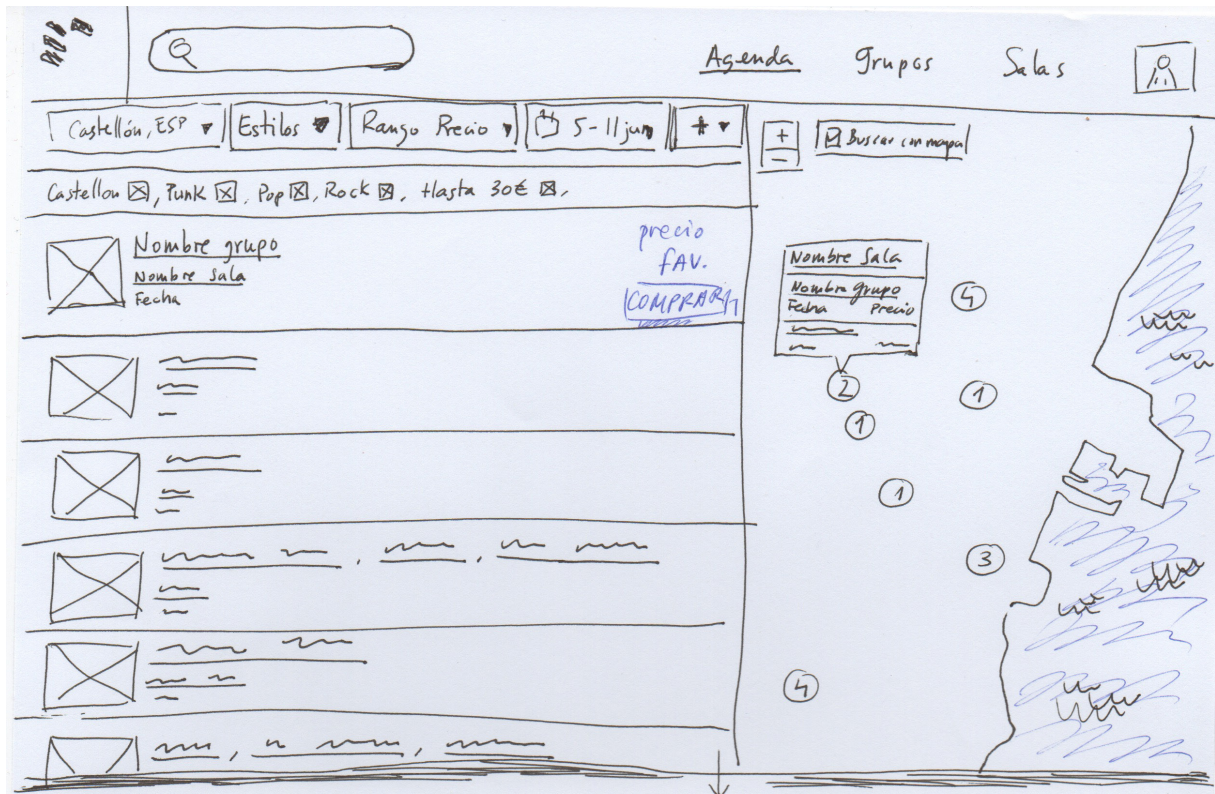 Agenda Grupos Salas
Castellón, ESP Estilos Rango Precio 5-11 jun +
+
-
Buscar con mapa
Castellon, Punk, Pop, Rock, Hasta 30€,
Nombre grupo
Nombre Sala
Fecha
precio
FAV.
COMPRAR
Nombre Sala
Nombre grupo
Fecha Precio
4
2
1
1
1
3
4